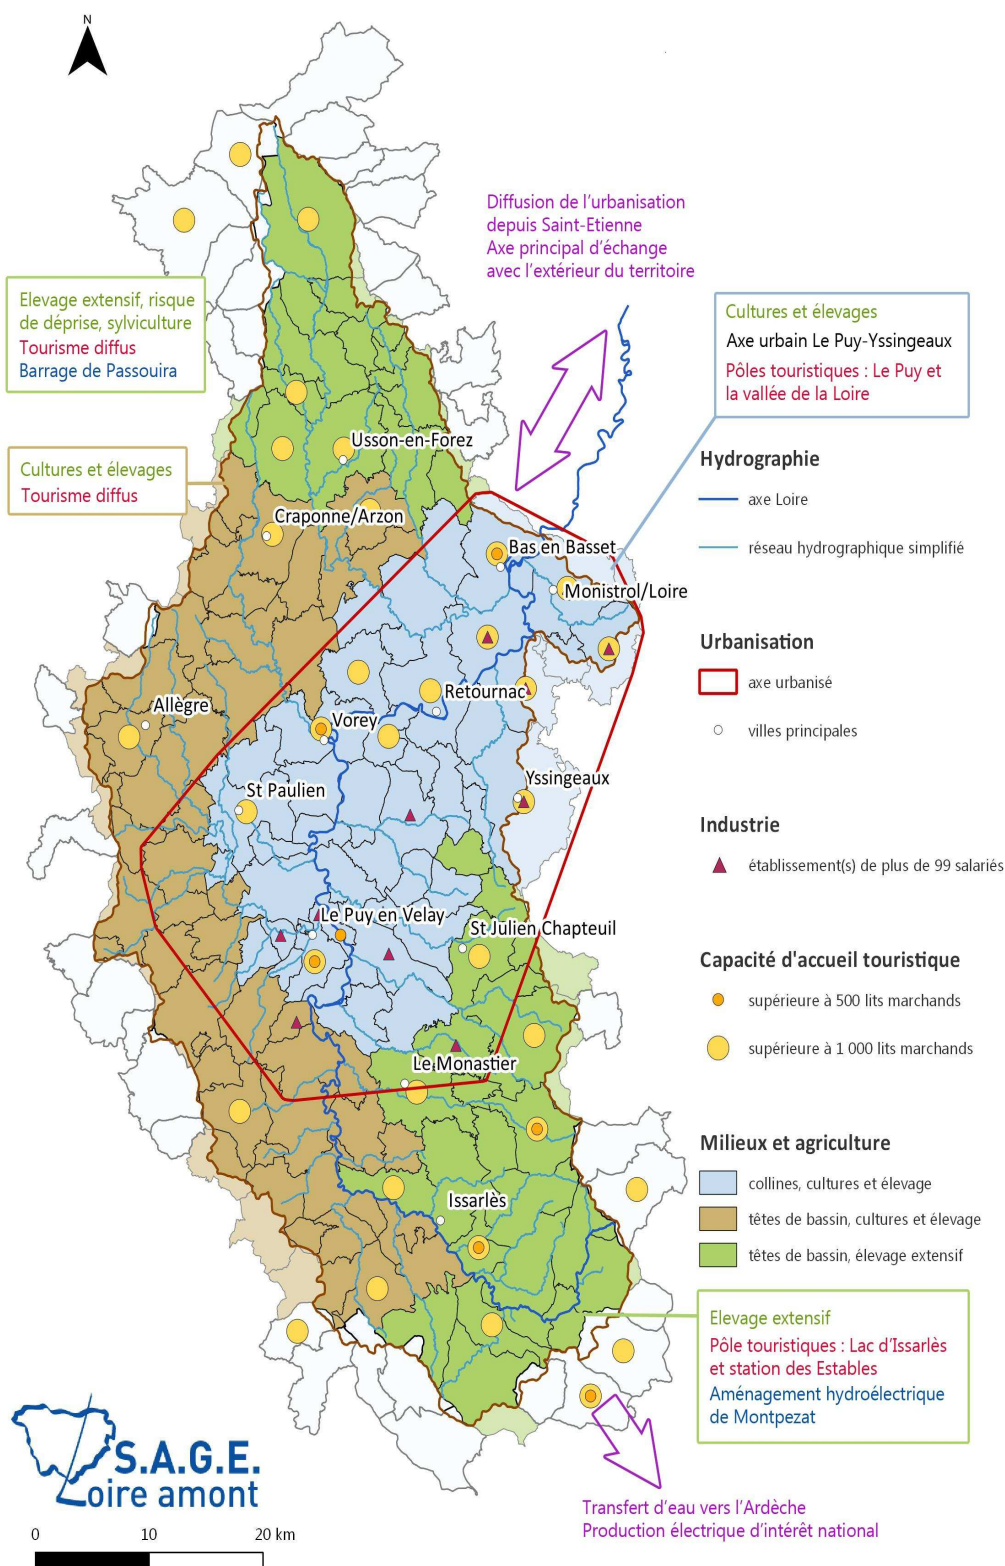 N
Diffusion de l'urbanisation
depuis Saint-Etienne
Axe principal d'échange
avec l'extérieur du territoire
Elevage extensif, risque
de déprise, sylviculture
Tourisme diffus
Barrage de Passouira
Cultures et élevages
Axe urbain Le Puy-Yssingeaux
Pôles touristiques : Le Puy et
la vallée de la Loire
Cultures et élevages
Tourisme diffus
Usson-en-Forez
Craponne/Arzon
Bas en Basset
Monistrol/Loire
Retournac
Allègre
Vorey
Yssingeaux
St Paulien
Le Puy en Velay
St Julien Chapteuil
Le Monastier
Issarlès
Hydrographie
axe Loire
réseau hydrographique simplifié
Urbanisation
axe urbanisé
villes principales
Industrie
établissement(s) de plus de 99 salariés
Capacité d'accueil touristique
supérieure à 500 lits marchands
supérieure à 1 000 lits marchands
Milieux et agriculture
collines, cultures et élevage
têtes de bassin, cultures et élevage
têtes de bassin, élevage extensif
Elevage extensif
Pôle touristiques : Lac d'Issarlès
et station des Estables
Aménagement hydroélectrique
de Montpezat
Transfert d'eau vers l'Ardèche
Production électrique d'intérêt national
S.A.G.E.
Loire amont
0 10 20 km